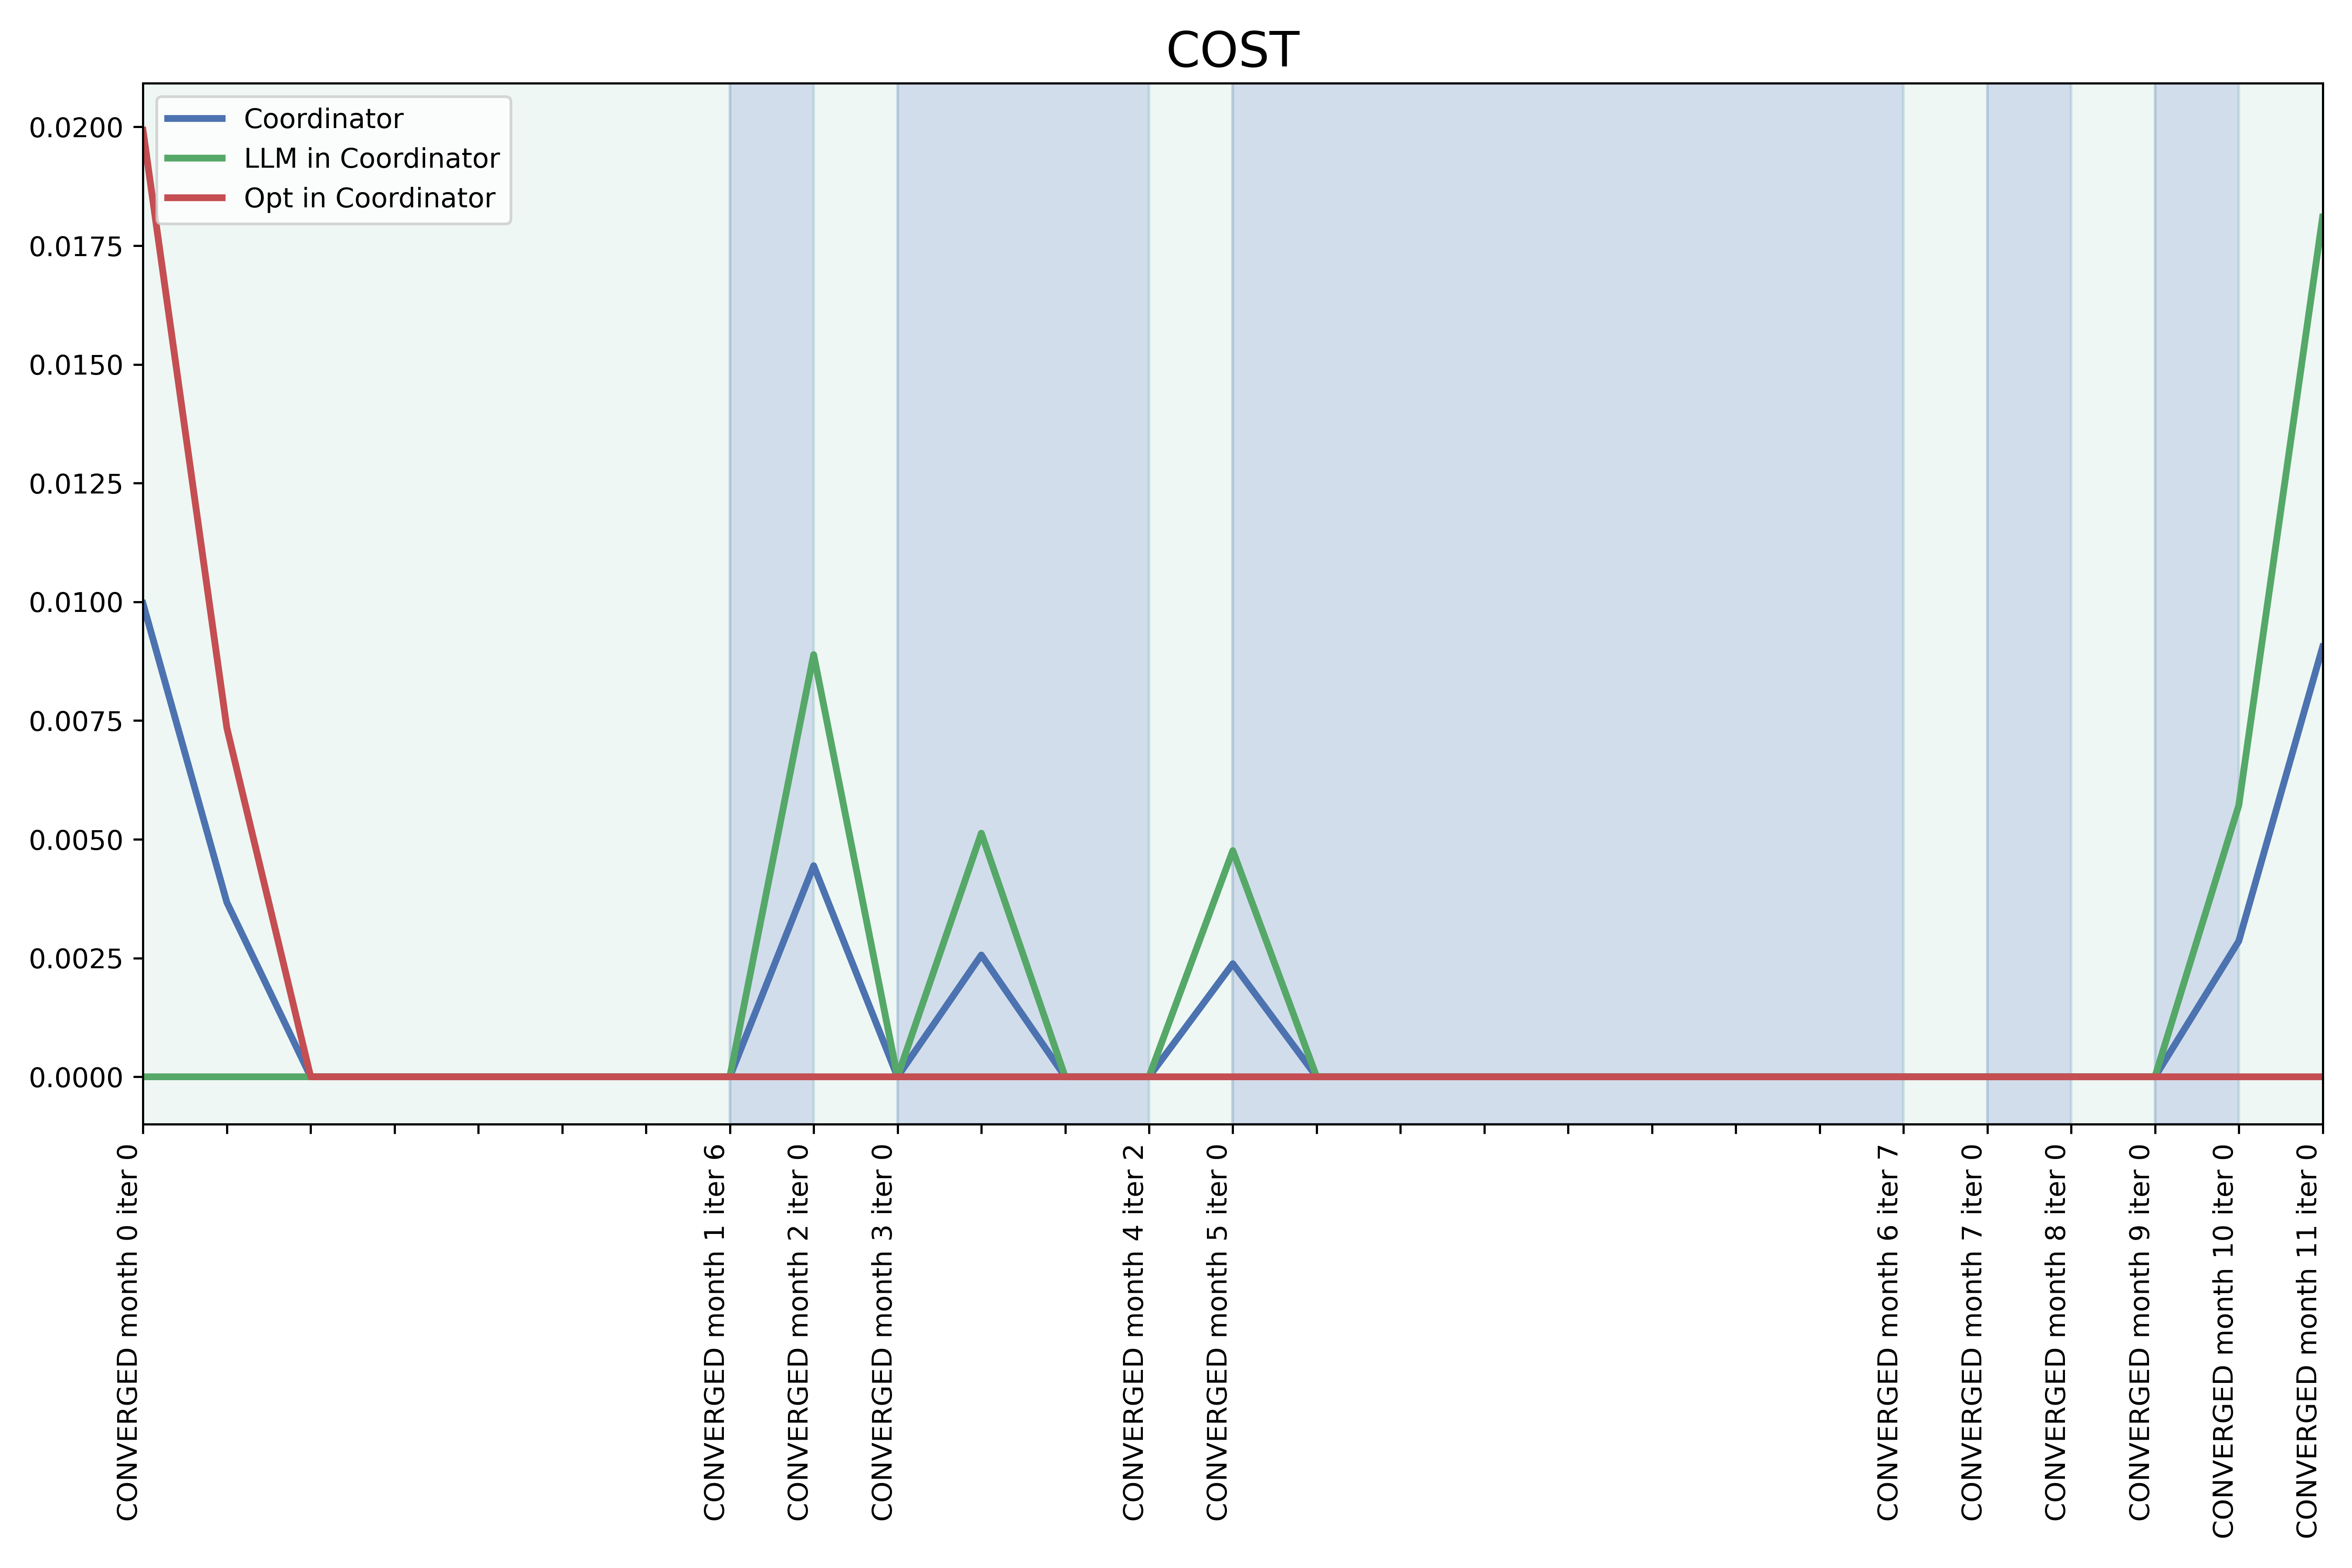 COST
Coordinator
LLM in Coordinator
Opt in Coordinator
0.0200
0.0175
0.0150
0.0125
0.0100
0.0075
0.0050
0.0025
0.0000
CONVERGED month 0 iter 0
CONVERGED month 1 iter 6
CONVERGED month 2 iter 0
CONVERGED month 3 iter 0
CONVERGED month 4 iter 2
CONVERGED month 5 iter 0
CONVERGED month 6 iter 7
CONVERGED month 7 iter 0
CONVERGED month 8 iter 0
CONVERGED month 9 iter 0
CONVERGED month 10 iter 0
CONVERGED month 11 iter 0